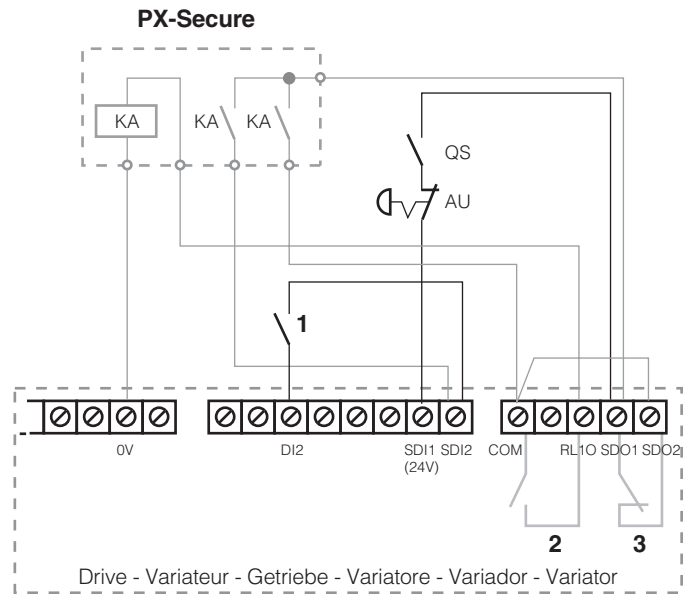 PX-Secure
KA KA KA
QS
AU
1
0V DI2 SDI1 SDI2 COM RL1O SDO1 SDO2
(24V)
2 3
Drive - Variateur - Getriebe - Variatore - Variador - Variator